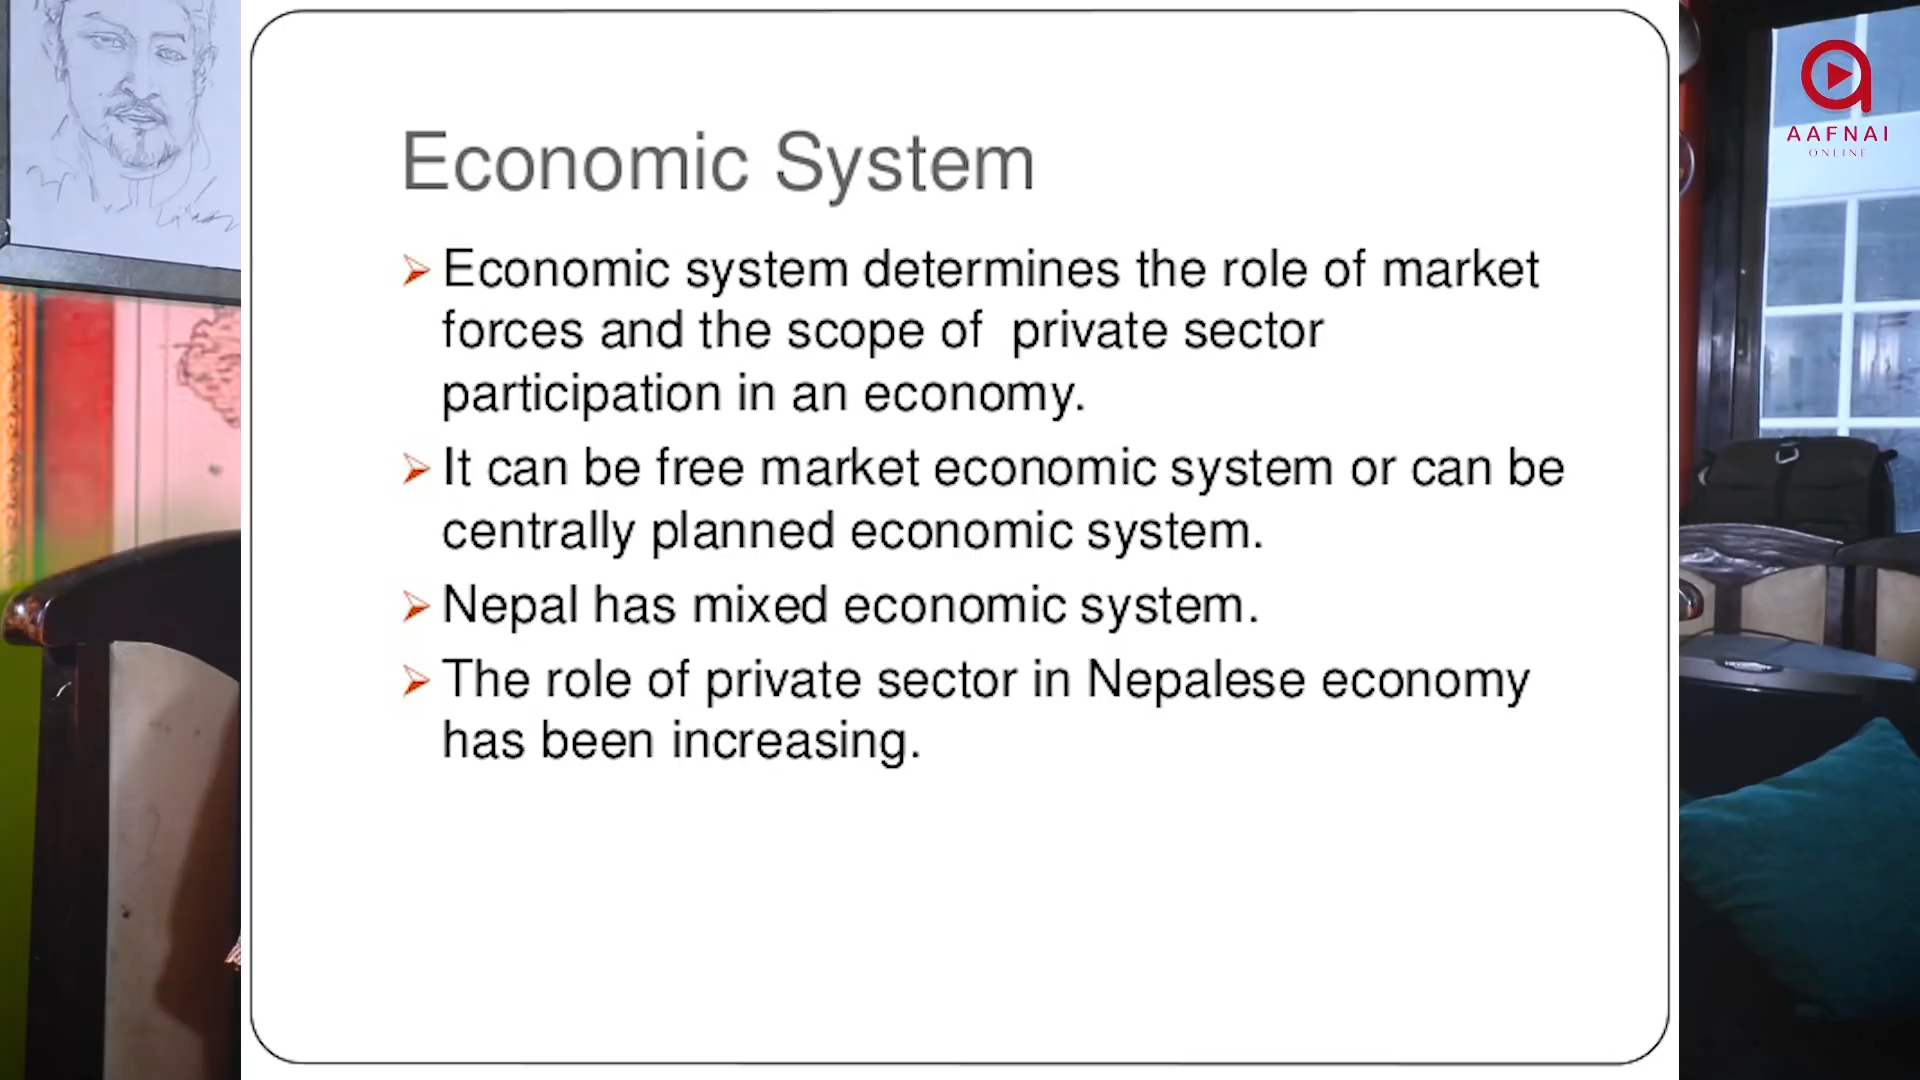 Economic System
Economic system determines the role of market
forces and the scope of private sector
participation in an economy.
It can be free market economic system or can be
centrally planned economic system.
Nepal has mixed economic system.
The role of private sector in Nepalese economy
has been increasing.
AAFNAI
ONLINE